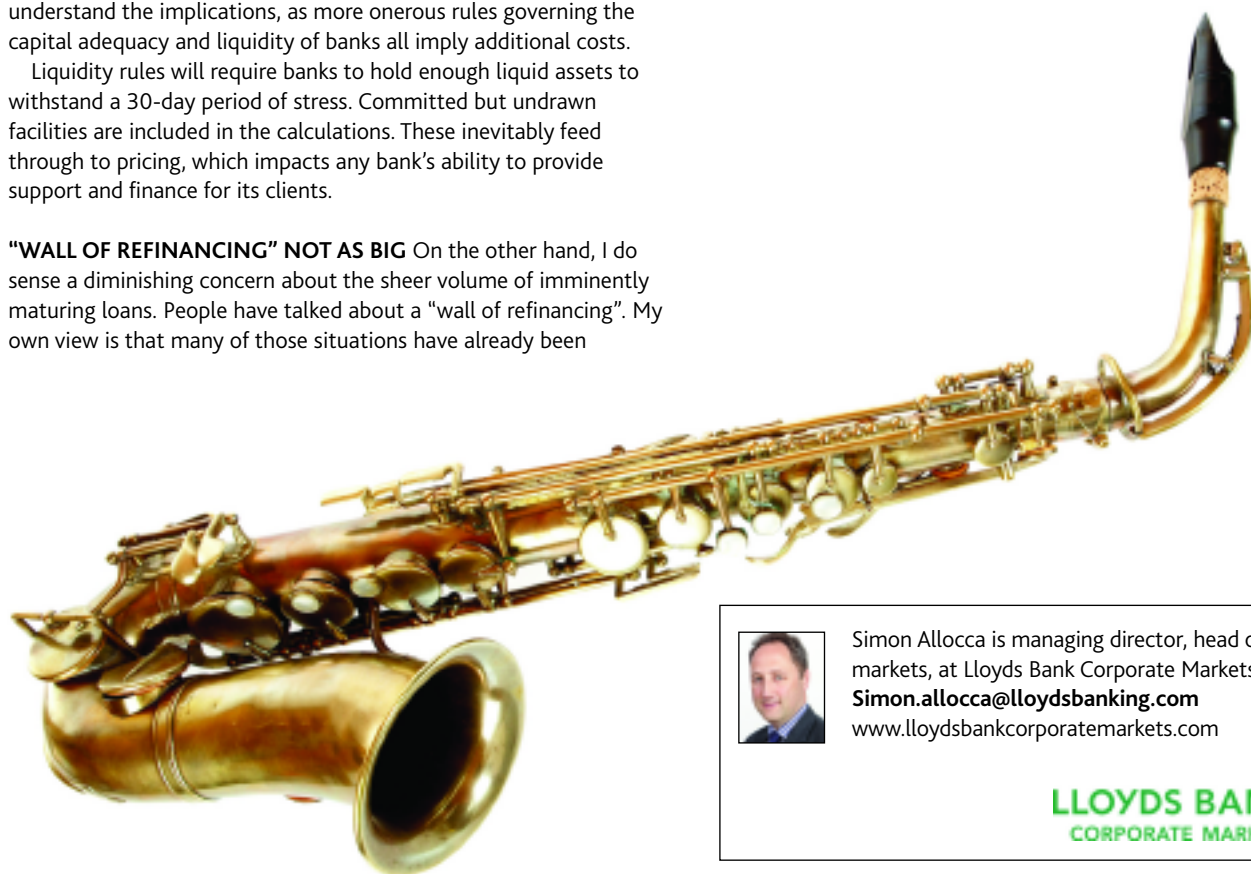 understand the implications, as more onerous rules governing the
capital adequacy and liquidity of banks all imply additional costs.
Liquidity rules will require banks to hold enough liquid assets to
withstand a 30-day period of stress. Committed but undrawn
facilities are included in the calculations. These inevitably feed
through to pricing, which impacts any bank’s ability to provide
support and finance for its clients.
“WALL OF REFINANCING” NOT AS BIG On the other hand, I do
sense a diminishing concern about the sheer volume of imminently
maturing loans. People have talked about a “wall of refinancing”. My
own view is that many of those situations have already been
Simon Allocca is managing director, head
markets, at Lloyds Bank Corporate Markets
Simon.allocca@lloydsbanking.com
www.lloydsbankcorporatemarkets.com
LLOYDS
CORPORATE